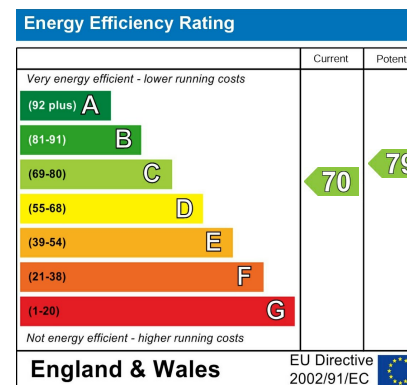 Energy Efficiency Rating
Current Potent
Very energy efficient - lower running costs
(92 plus) A
(81-91) B
(69-80) C
(55-68) D
(39-54) E
(21-38) F
(1-20) G
70
79
Not energy efficient - higher running costs
England & Wales
EU Directive
2002/91/EC